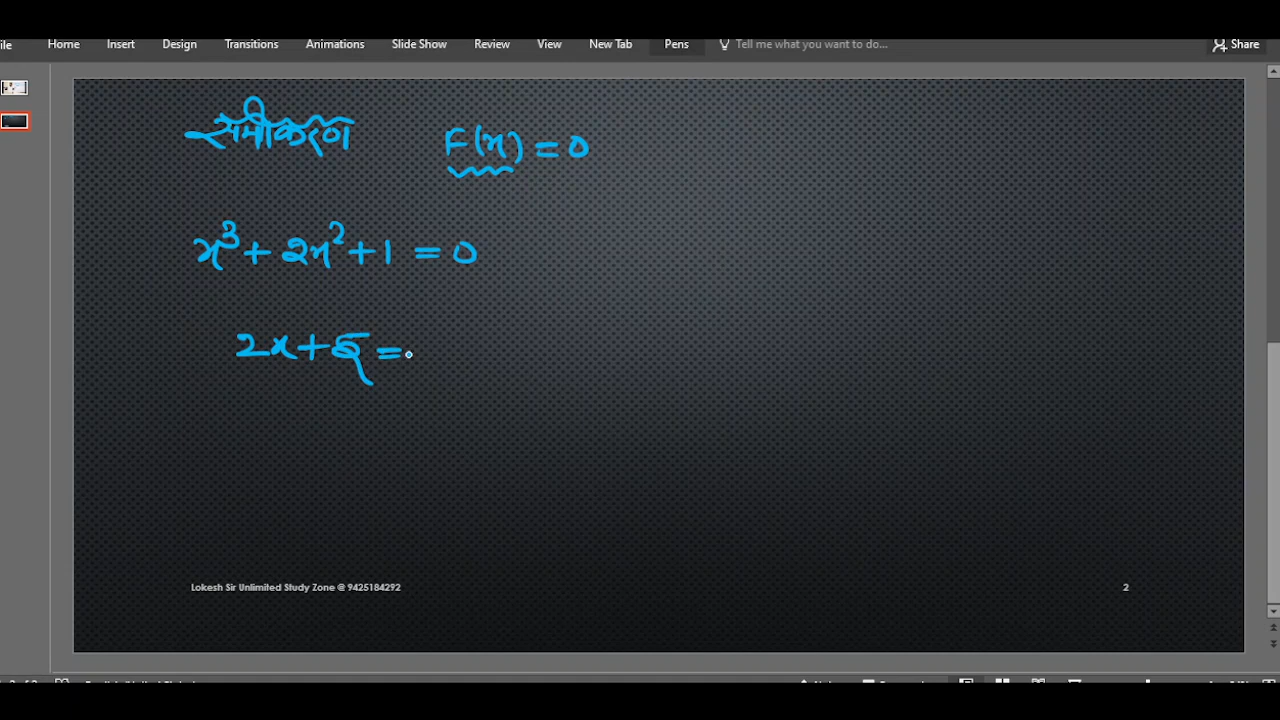 Home Insert Design Transitions Animations Slide Show Review View New Tab Pens Tell me what you want to do... Share
समीकरण F(x) = 0
x³ + 2x² + 1 = 0
2x + 5 =
Lokesh Sir Unlimited Study Zone @ 9425184292 2